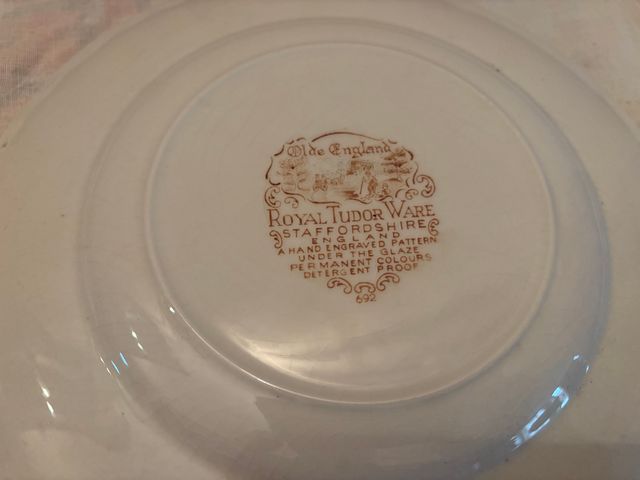 Olde England
ROYAL TUDOR WARE
STAFFORDSHIRE
ENGLAND
A HAND ENGRAVED PATTERN
UNDER THE GLAZE
PERMANENT COLOURS
DETERGENT PROOF
692